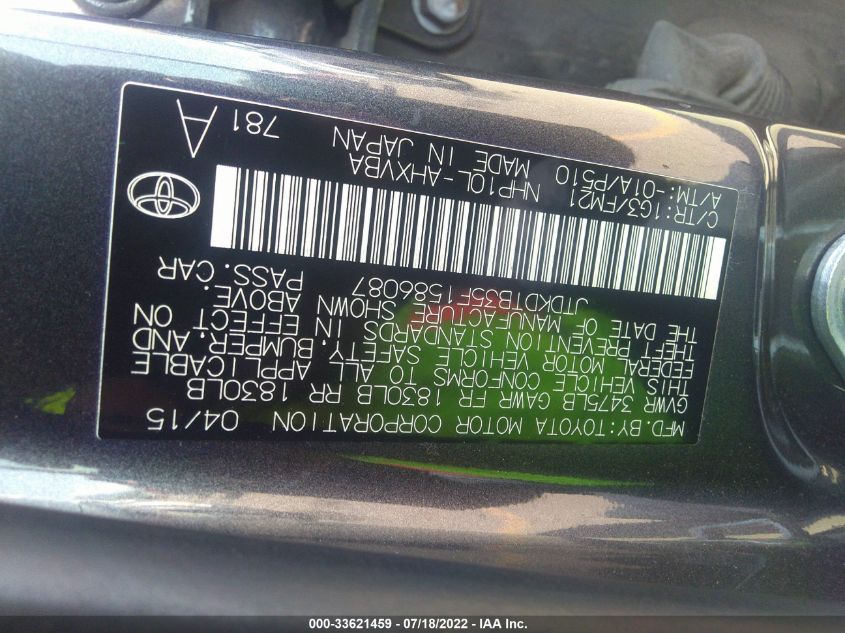 MFD.BY:TOYOTA MOTOR CORPORATION 04/15
GVWR 3475LB GAWR FR 1830LB RR 1830LB
THIS VEHICLE CONFORMS TO ALL APPLICABLE
FEDERAL MOTOR VEHICLE SAFETY, BUMPER, AND
THEFT PREVENTION STANDARDS IN EFFECT ON
THE DATE OF MANUFACTURE SHOWN ABOVE.
JTDKDTB35F1586087 PASS. CAR
C/TR:1G3/FM21 NHP10L-AHXVBA
A/TM:-01A/P510 MADE IN JAPAN 781 A
000-33621459 - 07/18/2022 - IAA Inc.